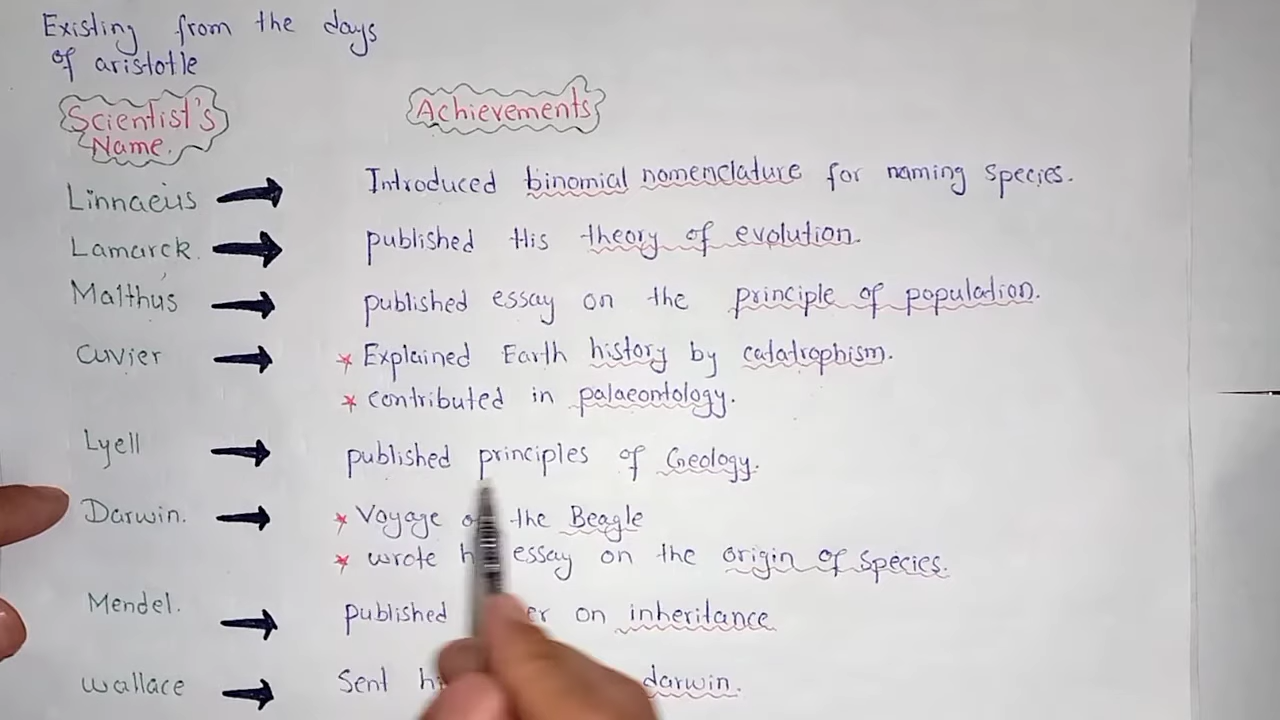 Existing from the days
of aristotle
Scientist's Achievements
Name.
Linnaeus Introduced binomial nomenclature for naming species.
Lamarck. published His theory of evolution.
Malthus published essay on the principle of population.
Cuvier * Explained Earth history by catatrophism.
* contributed in palaeontology.
Lyell published principles of Geology.
Darwin. * Voyage the Beagle
* wrote essay on the origin of species.
Mendel. published on inheritance
wallace Sent darwin.